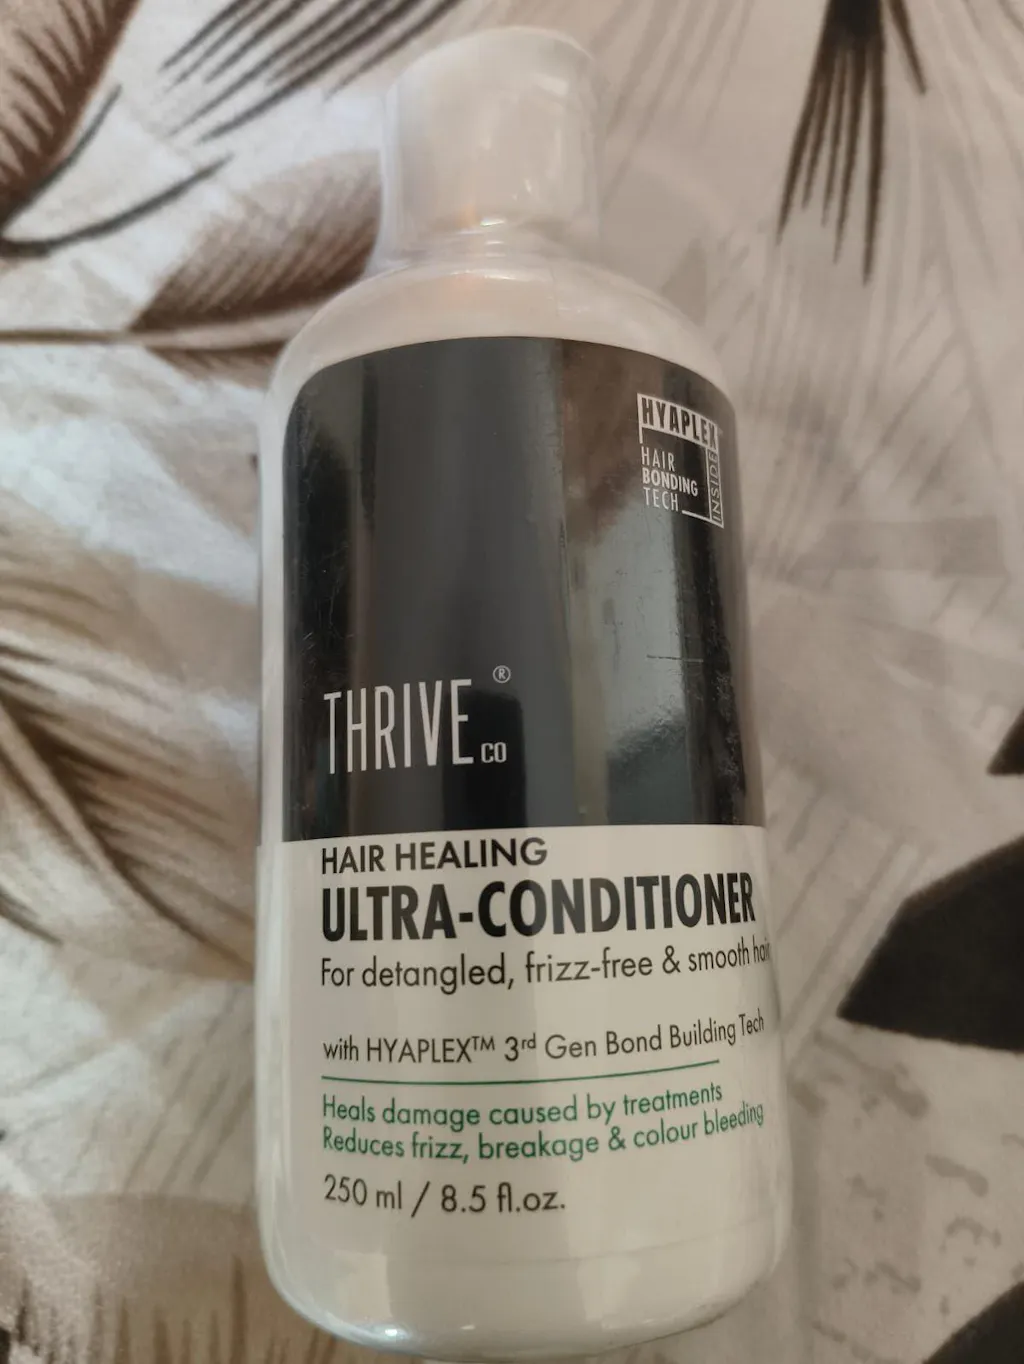 HYAPLEX™
HAIR
BONDING
TECH
INSIDE
THRIVE co ®
HAIR HEALING
ULTRA-CONDITIONER
For detangled, frizz-free & smooth hair
with HYAPLEX™ 3rd Gen Bond Building Tech
Heals damage caused by treatments
Reduces frizz, breakage & colour bleeding
250 ml / 8.5 fl.oz.